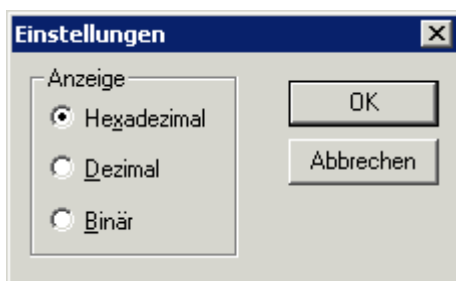 Einstellungen
Anzeige
Hexadezimal
Dezimal
Binär
OK
Abbrechen